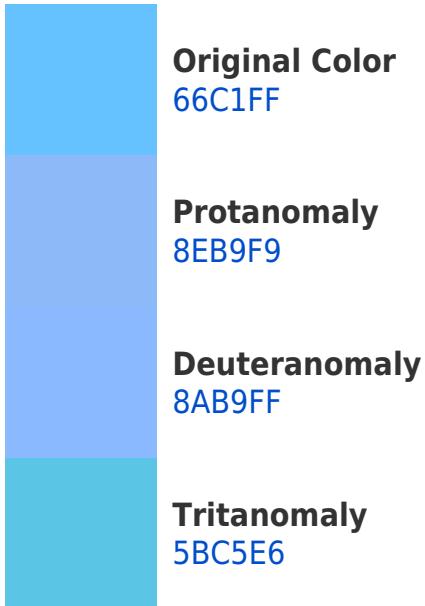 Original Color
66C1FF
Protanomaly
8EB9F9
Deuteranomaly
8AB9FF
Tritanomaly
5BC5E6